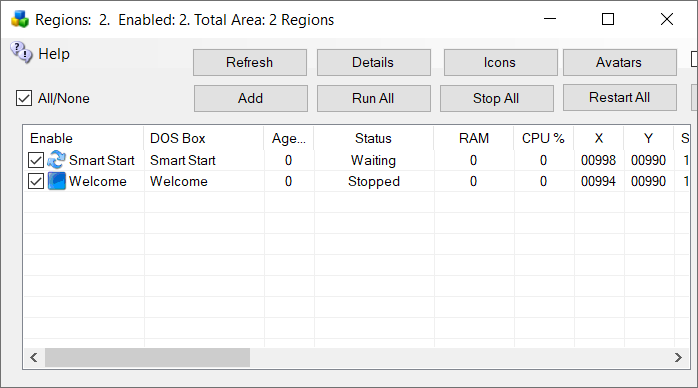 Regions:  2.  Enabled: 2. Total Area: 2 Regions
Help
Refresh Details Icons Avatars
All/None Add Run All Stop All Restart All
Enable DOS Box Age... Status RAM CPU % X Y S
Smart Start Smart Start 0 Waiting 0 0 00998 00990 1
Welcome Welcome 0 Stopped 0 0 00994 00990 1